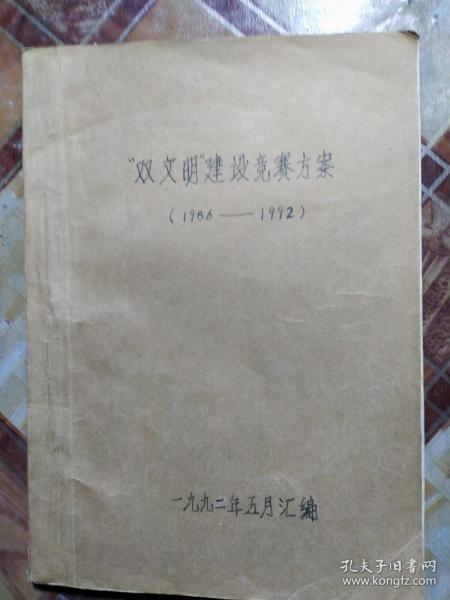 "双文明"建设竞赛方案
(1986——1992)
一九九二年五月汇编
孔夫子旧书网
www.kongfz.com